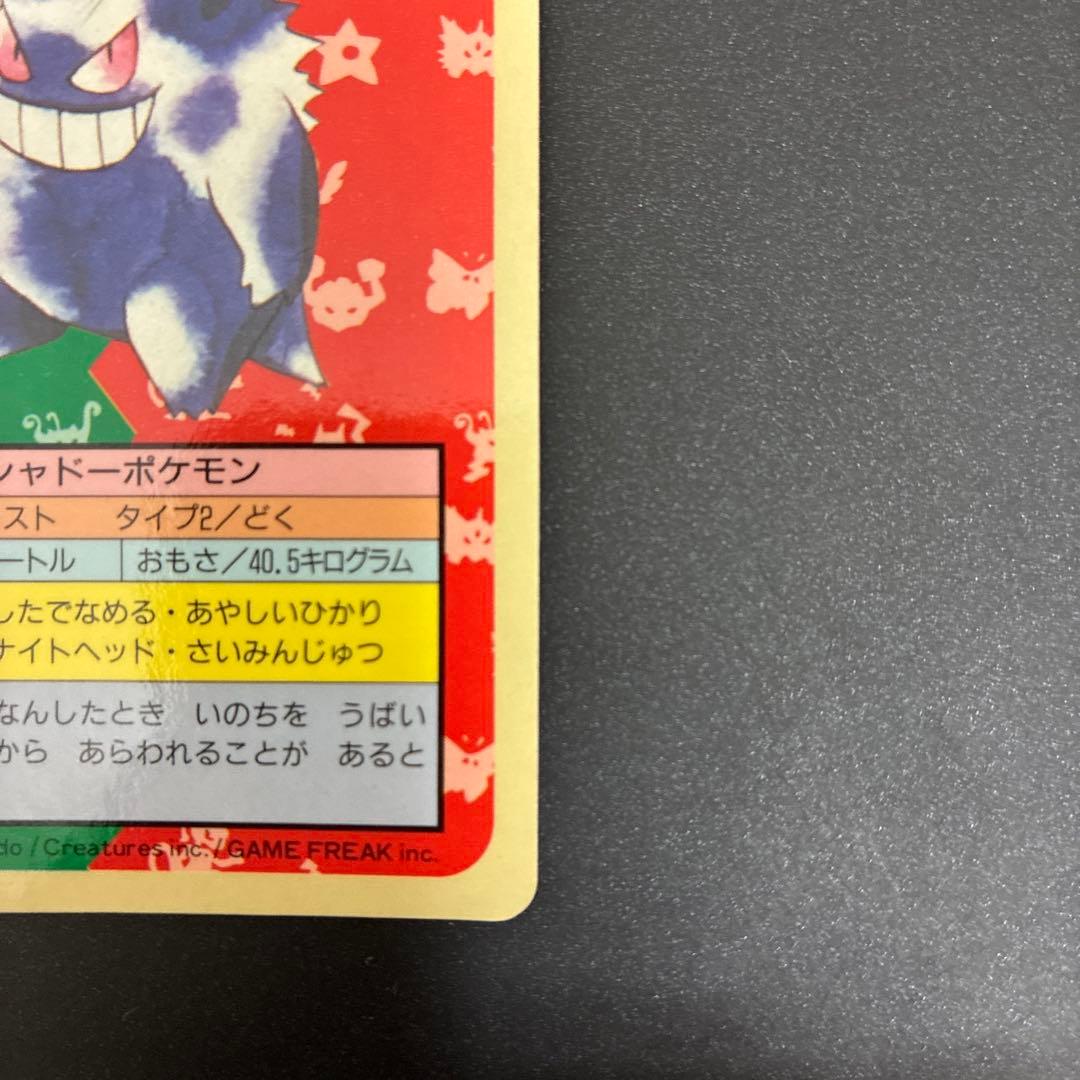 シャドーポケモン
スト タイプ2/どく
ートル おもさ/40.5キログラム
したでなめる・あやしいひかり
ナイトヘッド・さいみんじゅつ
なんしたとき いのちを うばい
から あらわれることが あると
do / Creatures inc. / GAME FREAK inc.